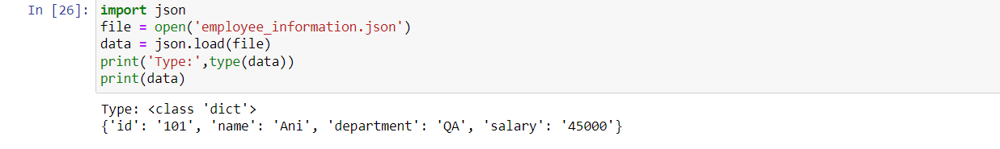 In [26]: import json
file = open('employee_information.json')
data = json.load(file)
print('Type:',type(data))
print(data)
Type: <class 'dict'>
{'id': '101', 'name': 'Ani', 'department': 'QA', 'salary': '45000'}